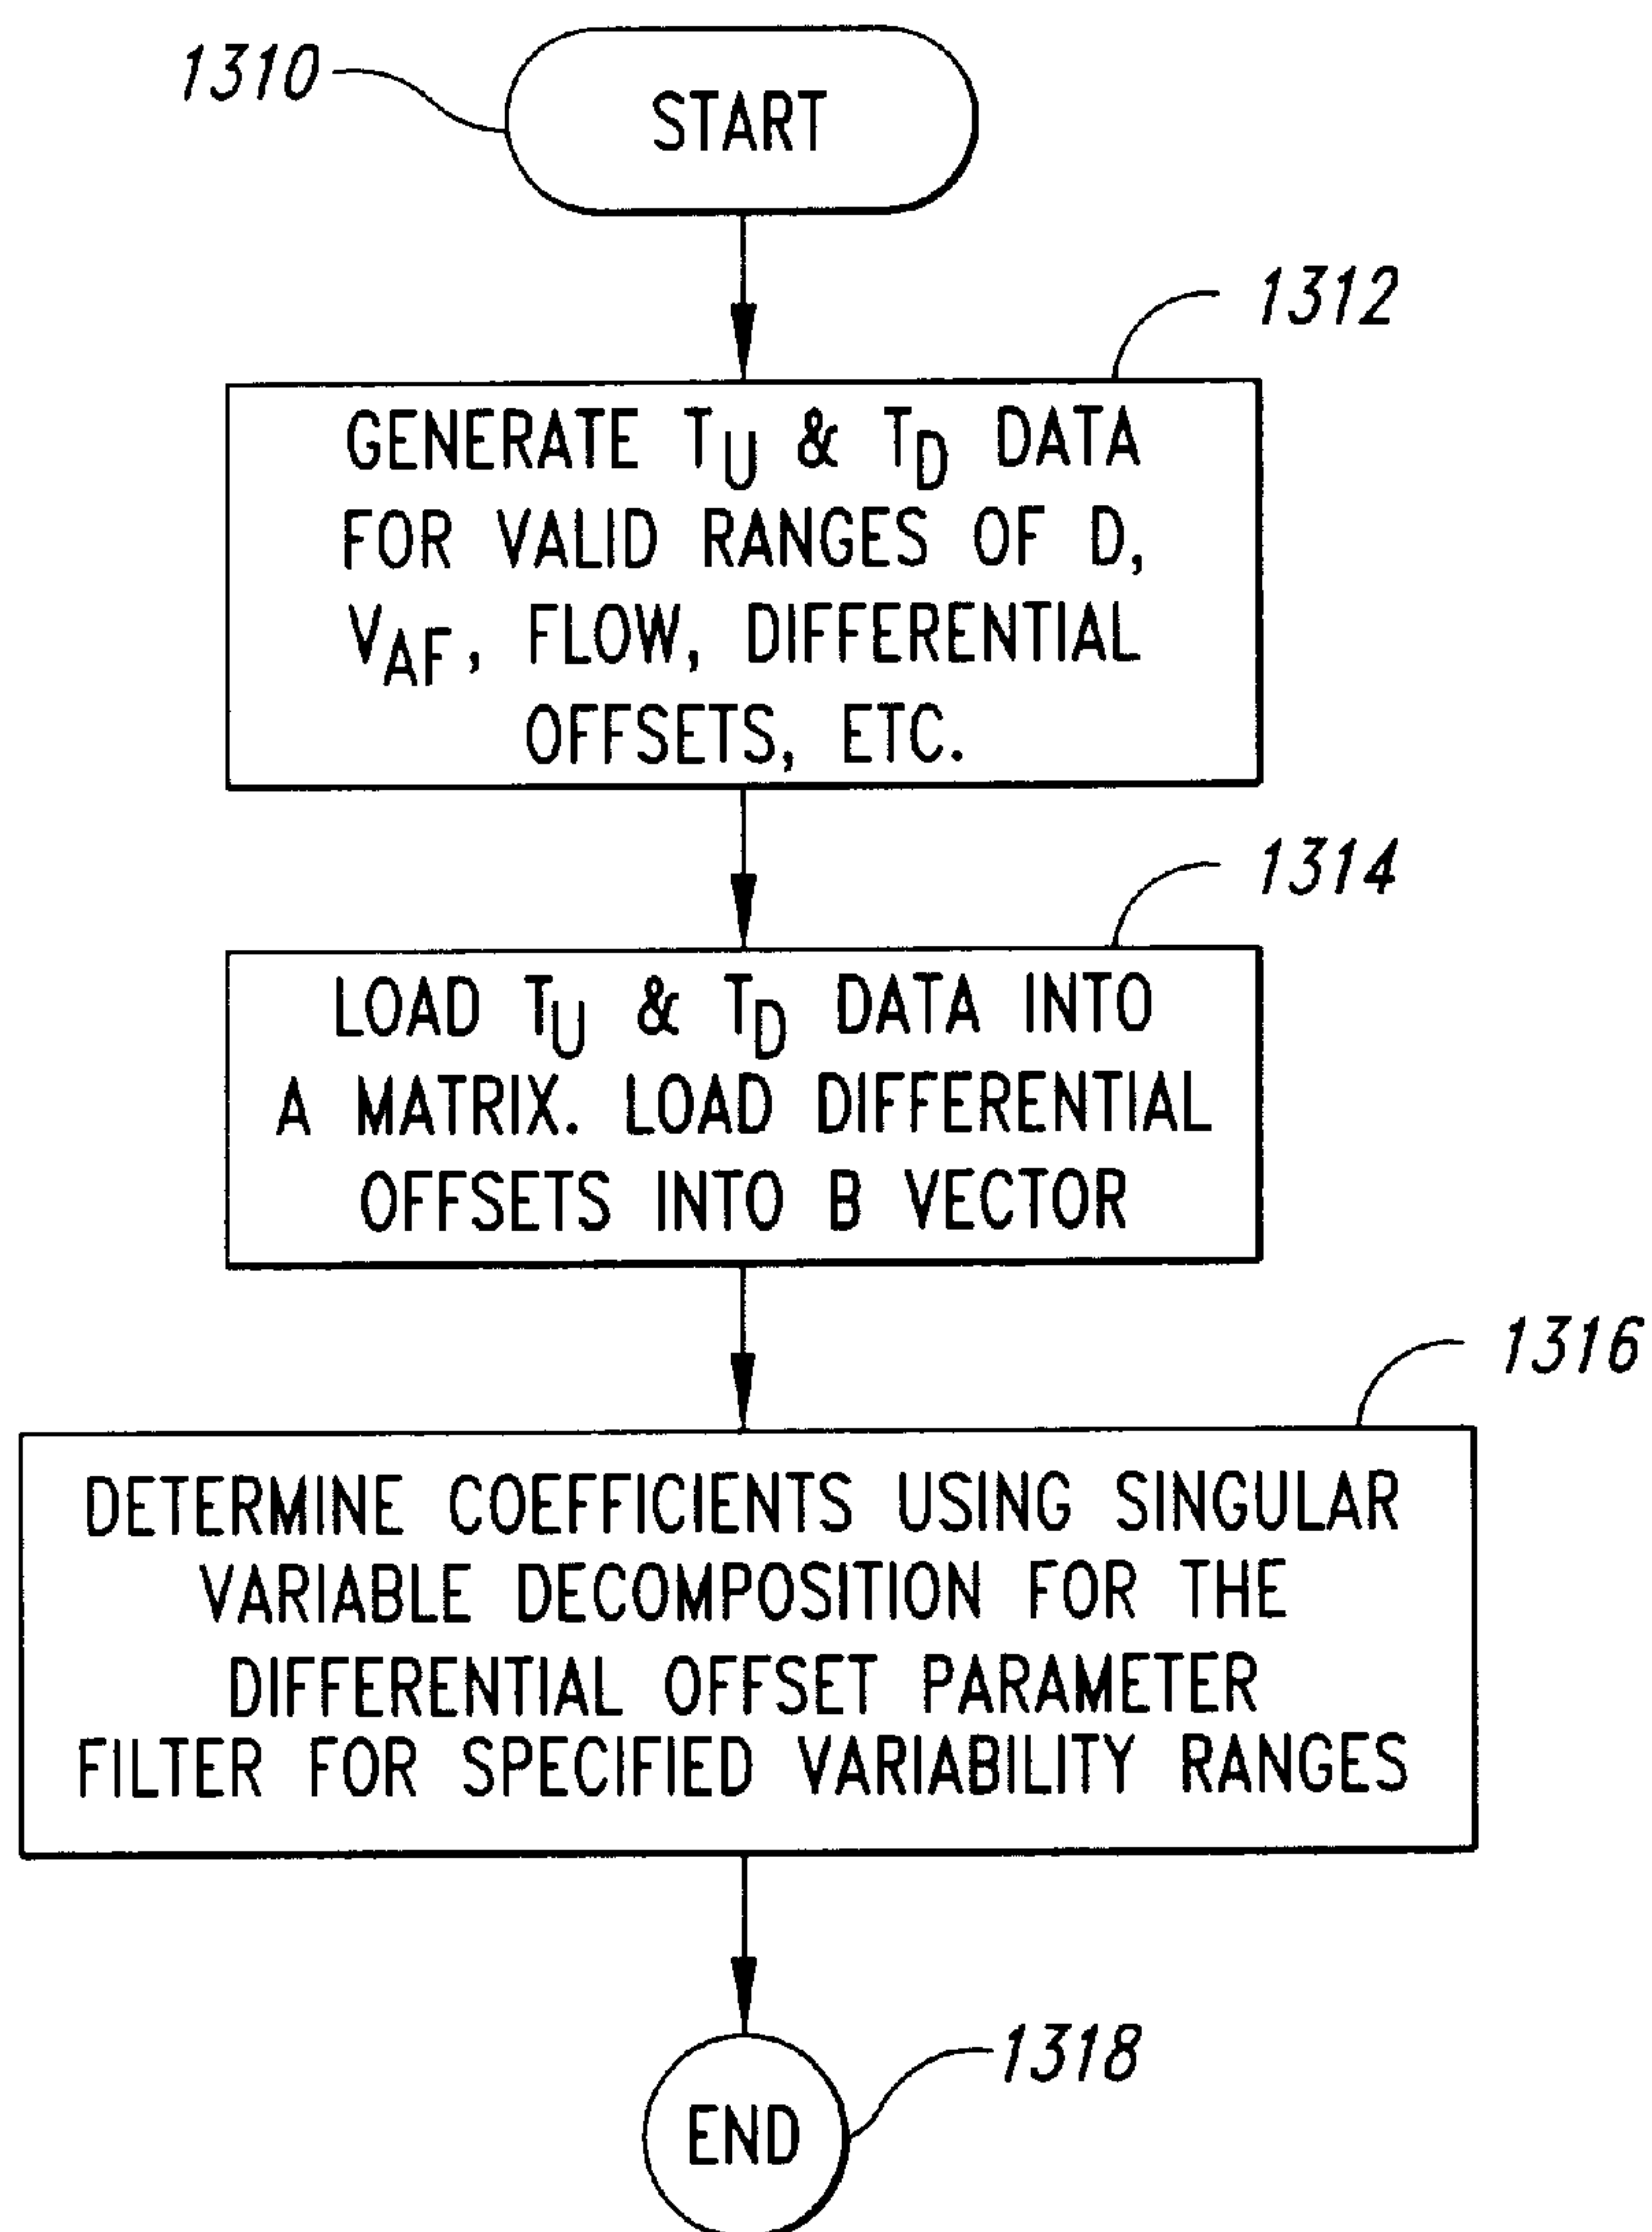 1310
START
1312
GENERATE TU & TD DATA
FOR VALID RANGES OF D,
VAF, FLOW, DIFFERENTIAL
OFFSETS, ETC.
1314
LOAD TU & TD DATA INTO
A MATRIX. LOAD DIFFERENTIAL
OFFSETS INTO B VECTOR
1316
DETERMINE COEFFICIENTS USING SINGULAR
VARIABLE DECOMPOSITION FOR THE
DIFFERENTIAL OFFSET PARAMETER
FILTER FOR SPECIFIED VARIABILITY RANGES
1318
END